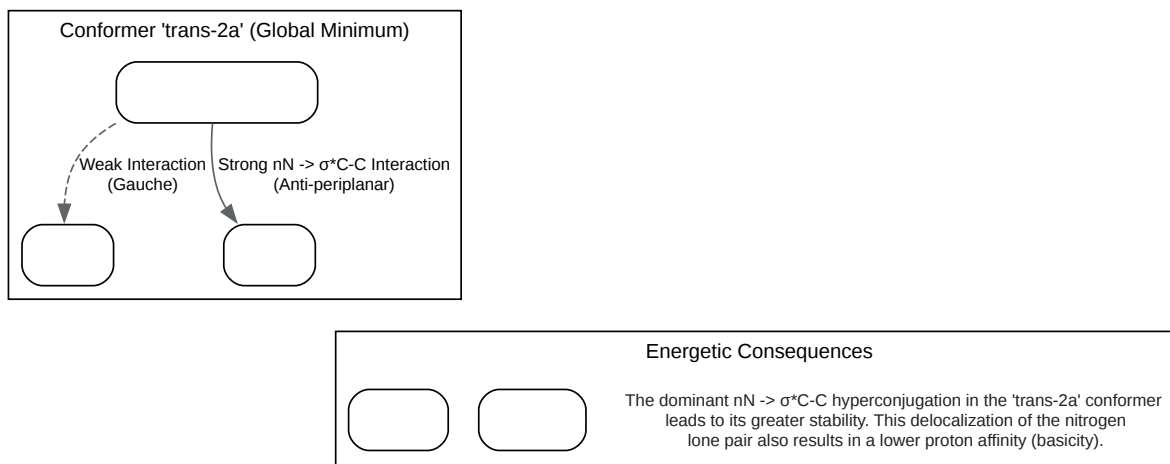 Conformer 'trans-2a' (Global Minimum)
Weak Interaction
(Gauche)
Strong nN -> σ*C-C Interaction
(Anti-periplanar)
Energetic Consequences
The dominant nN -> σ*C-C hyperconjugation in the 'trans-2a' conformer
leads to its greater stability. This delocalization of the nitrogen
lone pair also results in a lower proton affinity (basicity).